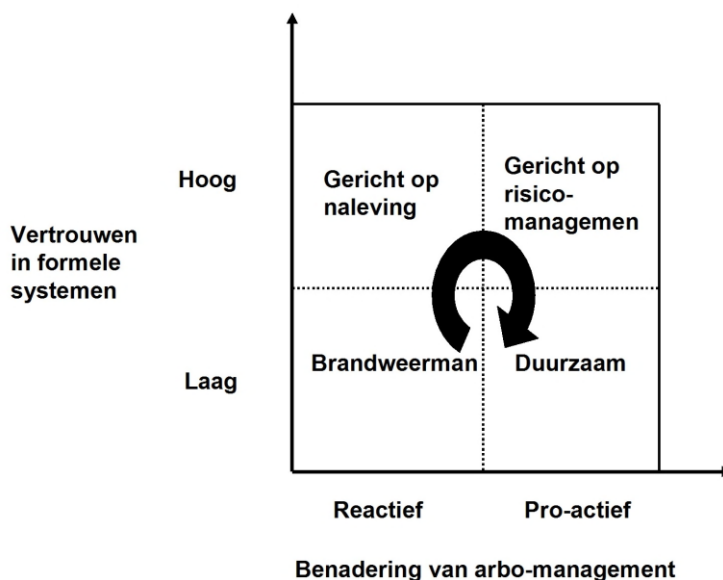 Hoog
Gericht op
naleving
Gericht op
risico-
managemen
Vertrouwen
in formele
systemen
Laag
Brandweerman
Duurzaam
Reactief
Pro-actief
Benadering van arbo-management